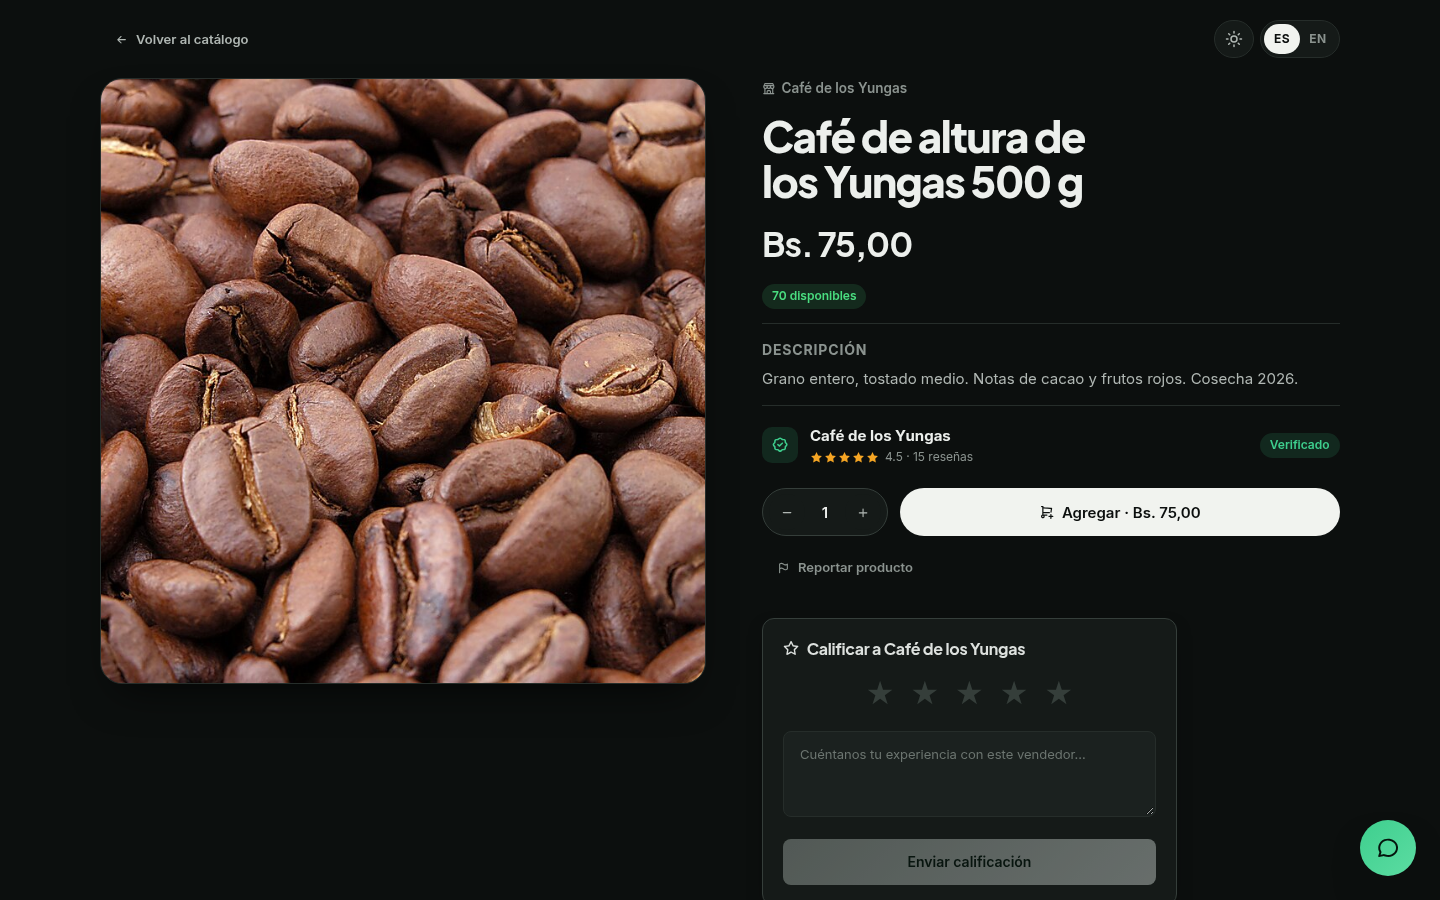 Volver al catálogo
ES EN
Café de los Yungas
Café de altura de
los Yungas 500 g
Bs. 75,00
70 disponibles
DESCRIPCIÓN
Grano entero, tostado medio. Notas de cacao y frutos rojos. Cosecha 2026.
Café de los Yungas
4.5 · 15 reseñas
Verificado
− 1 +
Agregar · Bs. 75,00
Reportar producto
Calificar a Café de los Yungas
Cuéntanos tu experiencia con este vendedor...
Enviar calificación